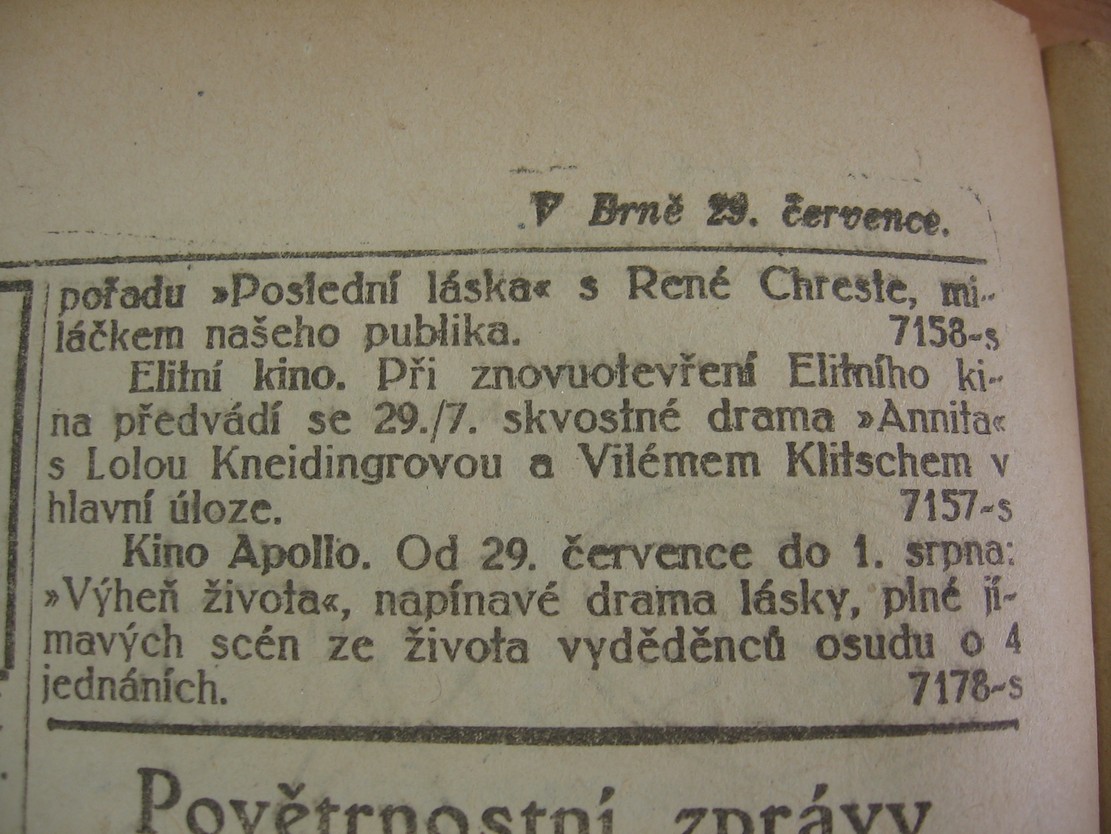 V Brně 29. července.
pořadu »Poslední láska« s René Chreste, mi-
láčkem našeho publika. 7158-s
Elitní kino. Při znovuotevření Elitního ki-
na předvádí se 29./7. skvostné drama »Annita«
s Lolou Kneidingrovou a Vilémem Klitschem v
hlavní úloze. 7157-s
Kino Apollo. Od 29. července do 1. srpna:
»Výheň života«, napínavé drama lásky, plné jí-
mavých scén ze života vyděděnců osudu o 4
jednáních. 7178-s
Povětrnostní zprávy